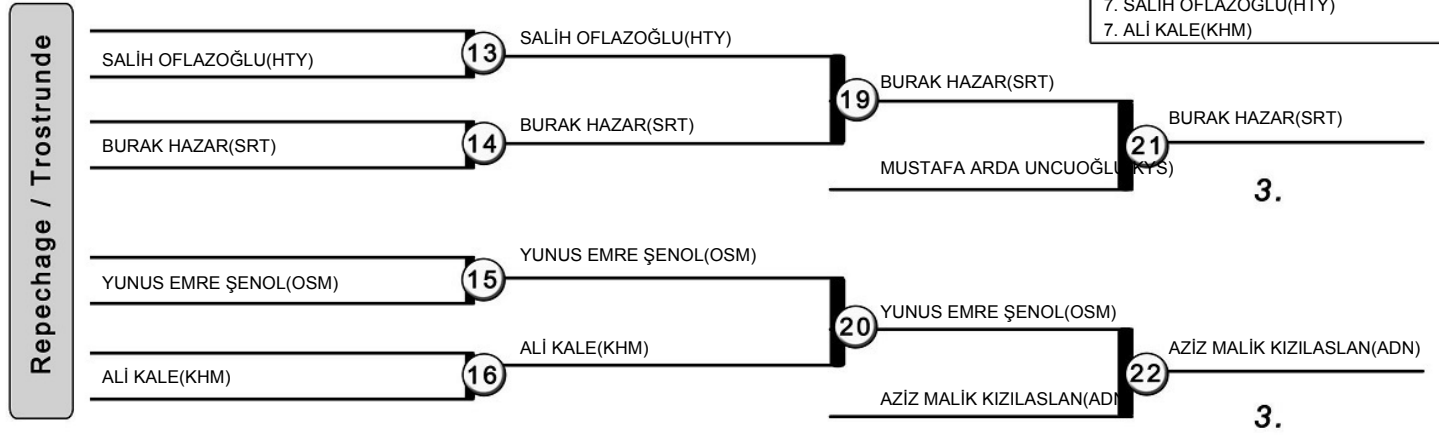 7. SALİH OFLAZOĞLU(HTY)
7. ALİ KALE(KHM)
Repechage / Trostrunde
SALİH OFLAZOĞLU(HTY)
13
SALİH OFLAZOĞLU(HTY)
BURAK HAZAR(SRT)
14
BURAK HAZAR(SRT)
19
BURAK HAZAR(SRT)
MUSTAFA ARDA UNCUOĞLU(KYS)
21
BURAK HAZAR(SRT)
3.
YUNUS EMRE ŞENOL(OSM)
15
YUNUS EMRE ŞENOL(OSM)
ALİ KALE(KHM)
16
ALİ KALE(KHM)
20
YUNUS EMRE ŞENOL(OSM)
AZİZ MALİK KIZILASLAN(ADN
22
AZİZ MALİK KIZILASLAN(ADN)
3.